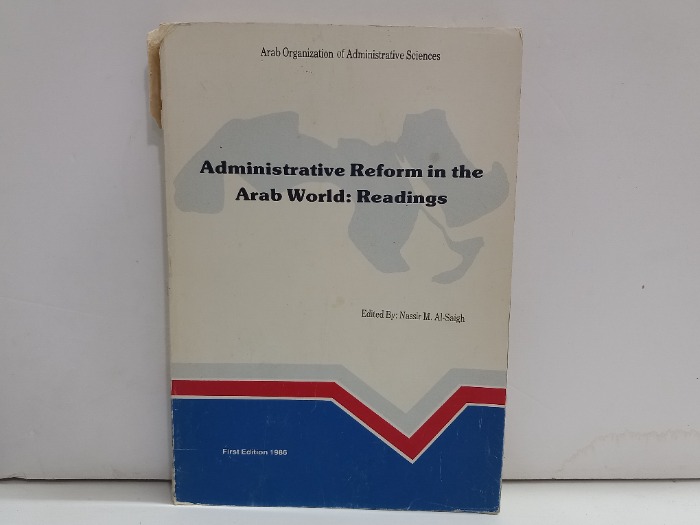 Arab Organization of Administrative Sciences
Administrative Reform in the
Arab World: Readings
Edited By: Nassir M. Al-Saigh
First Edition 1986